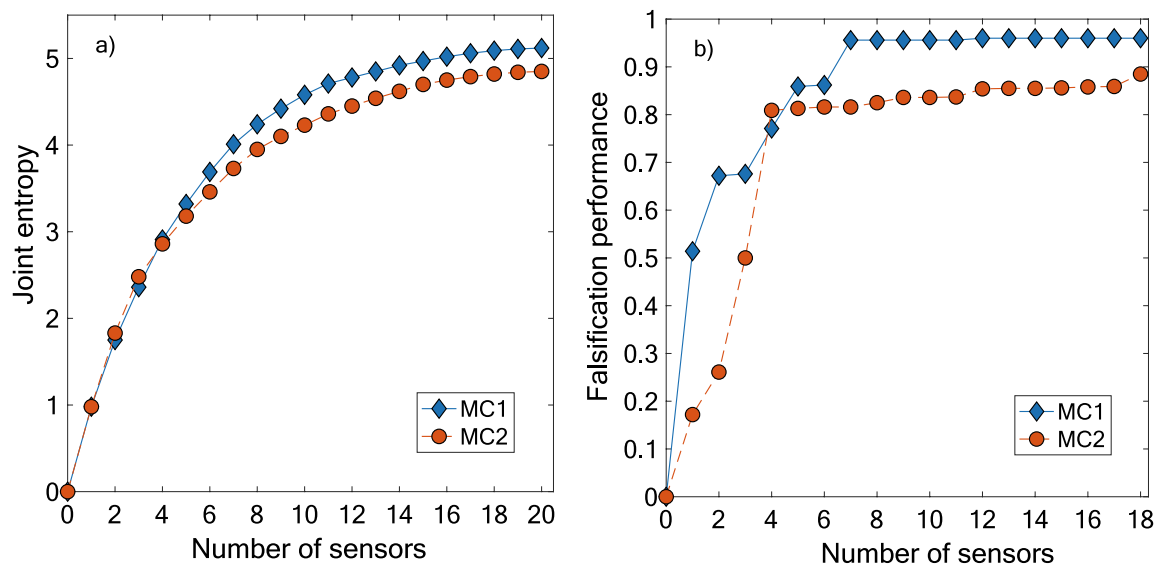 a)
Joint entropy
5
4
3
2
1
0
0 2 4 6 8 10 12 14 16 18 20
Number of sensors
MC1
MC2
b)
Falsification performance
1
0.9
0.8
0.7
0.6
0.5
0.4
0.3
0.2
0.1
0
0 2 4 6 8 10 12 14 16 18
Number of sensors
MC1
MC2